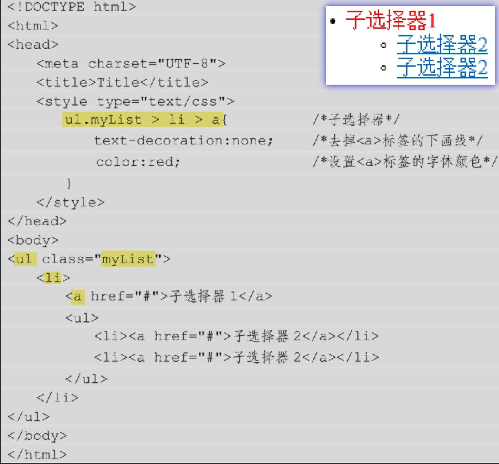 <!DOCTYPE html>
<html>
<head>
    <meta charset="UTF-8">
    <title>Title</title>
    <style type="text/css">
        ul.myList > li > a{          /*子选择器*/
            text-decoration:none;    /*去掉<a>标签的下画线*/
            color:red;               /*设置<a>标签的字体颜色*/
        }
    </style>
</head>
<body>
<ul class="myList">
    <li>
        <a href="#">子选择器1</a>
        <ul>
            <li><a href="#">子选择器2</a></li>
            <li><a href="#">子选择器2</a></li>
        </ul>
    </li>
</ul>
</body>
</html>
子选择器1
子选择器2
子选择器2